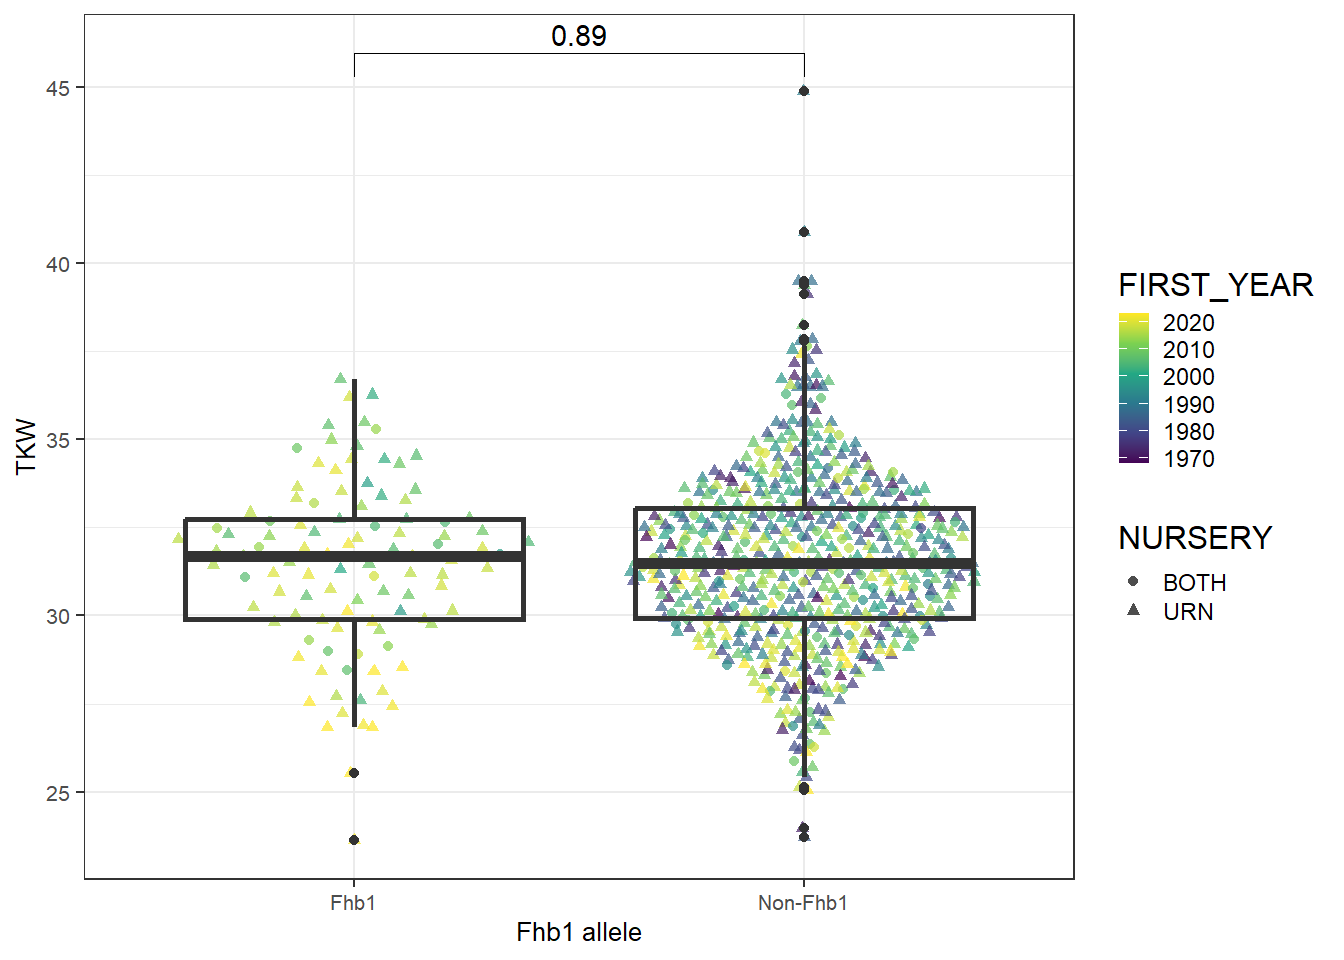 0.89
45
40
35
30
25
TKW
Fhb1
Non-Fhb1
Fhb1 allele
FIRST_YEAR
2020
2010
2000
1990
1980
1970
NURSERY
BOTH
URN